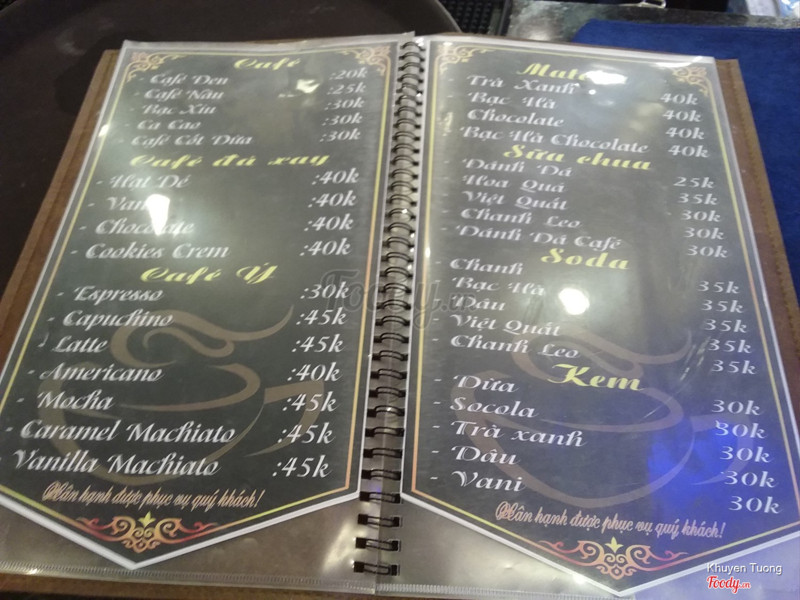 Café
- Café Đen :20k
- Café Nâu :25k
- Bạc Xỉu :30k
- Ca Cao :30k
- Café Cốt Dừa :30k
Café đá xay
- Hạt Dẻ :40k
- Vani :40k
- Chocolate :40k
- Cookies Crem :40k
Café Ý
- Espresso :30k
- Capuchino :45k
- Latte :45k
- Americano :40k
- Mocha :45k
- Caramel Machiato :45k
- Vanilla Machiato :45k
Hân hạnh được phục vụ quý khách!
- Trà Xanh 40k
- Bạc Hà 40k
- Chocolate 40k
- Bạc Hà Chocolate 40k
Sữa chua
- Đánh Đá 25k
- Hoa Quả 35k
- Việt Quất 30k
- Chanh Leo 30k
- Đánh Đá Café 30k
Soda
- Chanh 35k
- Bạc Hà 35k
- Dâu 35k
- Việt Quất 35k
- Chanh Leo 35k
Kem
- Dừa 30k
- Socola 30k
- Trà xanh 30k
- Dâu 30k
- Vani 30k
Hân hạnh được phục vụ quý khách!
Foody.vn
Khuyen Tuong
Foody.vn